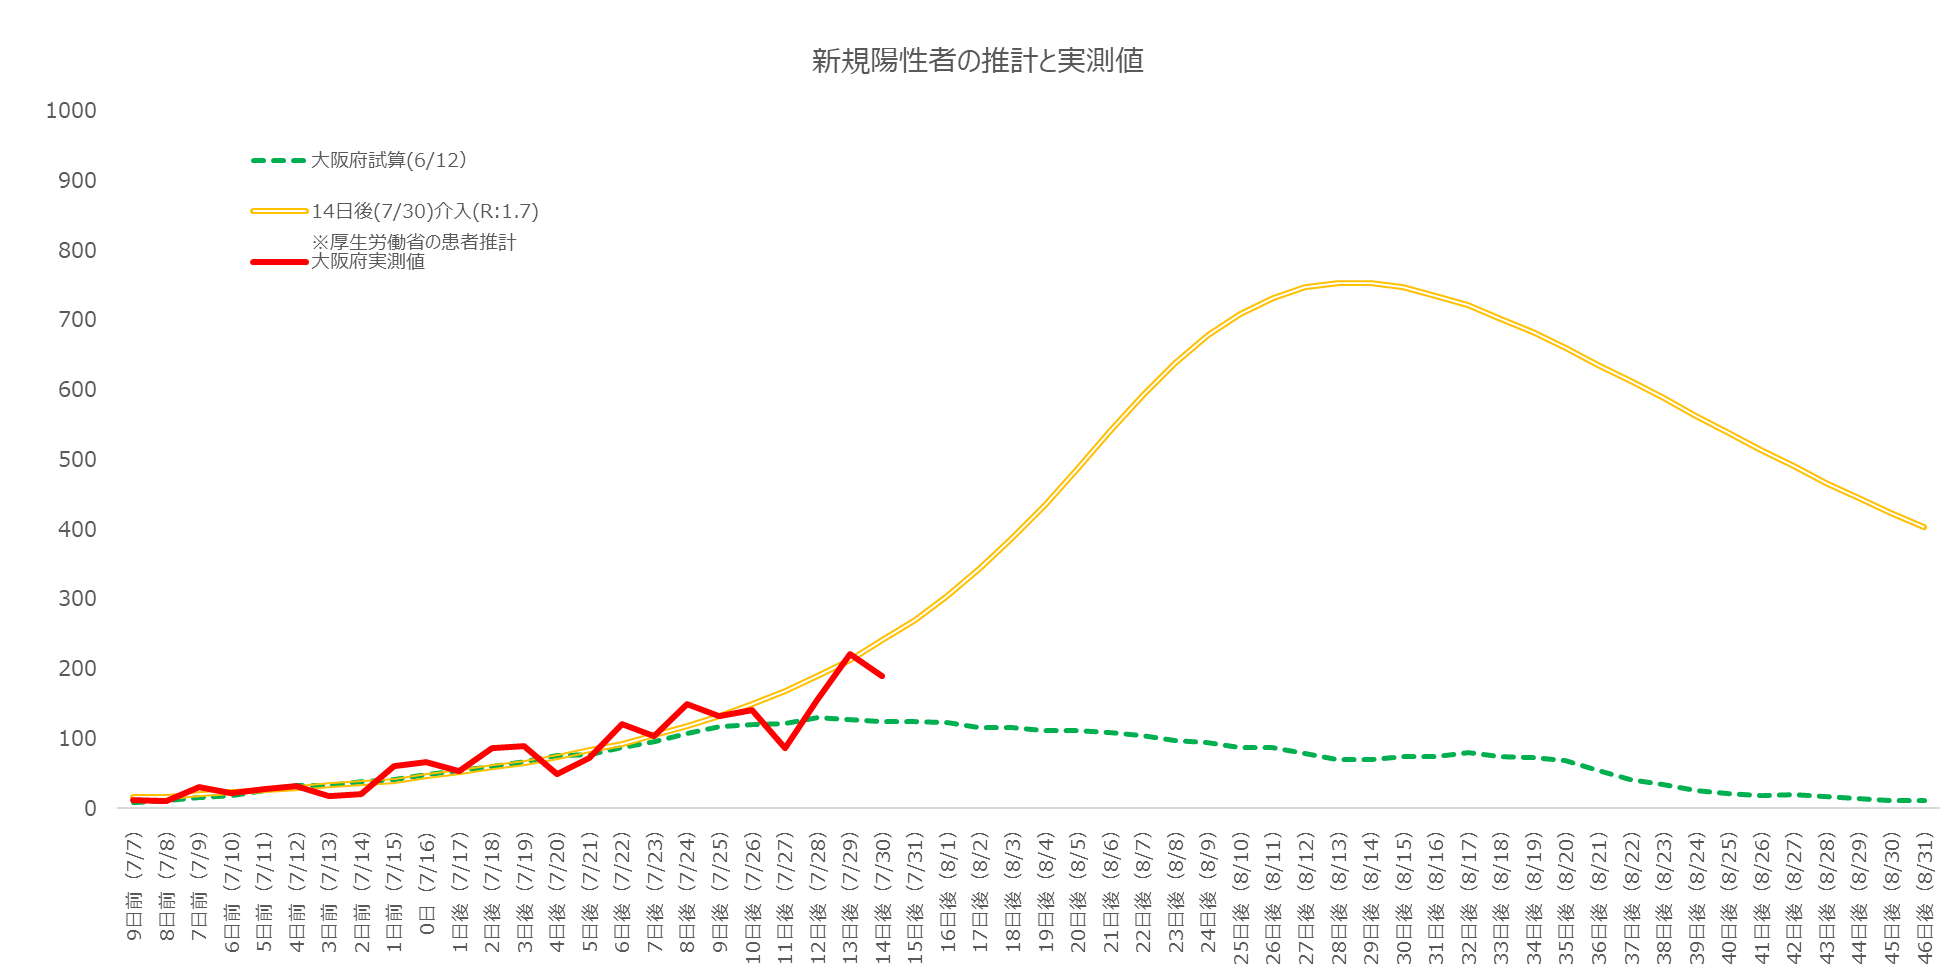 新規陽性者の推計と実測値
1000
900
800
700
600
500
400
300
200
100
0
大阪府試算(6/12）
14日後(7/30)介入(R:1.7)
※厚生労働省の患者推計
大阪府実測値
9日前（7/7）
8日前（7/8）
7日前（7/9）
6日前（7/10）
5日前（7/11）
4日前（7/12）
3日前（7/13）
2日前（7/14）
1日前（7/15）
0日（7/16）
1日後（7/17）
2日後（7/18）
3日後（7/19）
4日後（7/20）
5日後（7/21）
6日後（7/22）
7日後（7/23）
8日後（7/24）
9日後（7/25）
10日後（7/26）
11日後（7/27）
12日後（7/28）
13日後（7/29）
14日後（7/30）
15日後（7/31）
16日後（8/1）
17日後（8/2）
18日後（8/3）
19日後（8/4）
20日後（8/5）
21日後（8/6）
22日後（8/7）
23日後（8/8）
24日後（8/9）
25日後（8/10）
26日後（8/11）
27日後（8/12）
28日後（8/13）
29日後（8/14）
30日後（8/15）
31日後（8/16）
32日後（8/17）
33日後（8/18）
34日後（8/19）
35日後（8/20）
36日後（8/21）
37日後（8/22）
38日後（8/23）
39日後（8/24）
40日後（8/25）
41日後（8/26）
42日後（8/27）
43日後（8/28）
44日後（8/29）
45日後（8/30）
46日後（8/31）